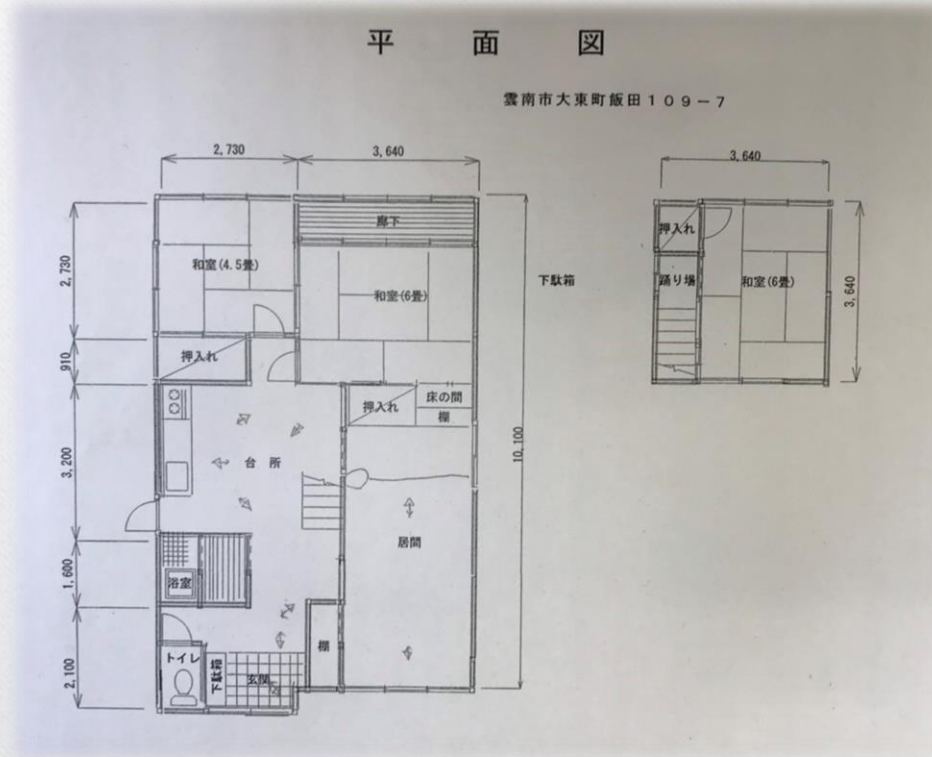 平面図
雲南市大東町飯田109-7
2,730
3,640
3,640
廊下
和室(4.5畳)
和室(6畳)
下駄箱
押入れ
踊り場
和室(6畳)
2,730
3,640
押入れ
910
押入れ
床の間
棚
台所
3,200
10,100
居間
浴室
1,600
棚
トイレ
下駄箱
玄関
2,100